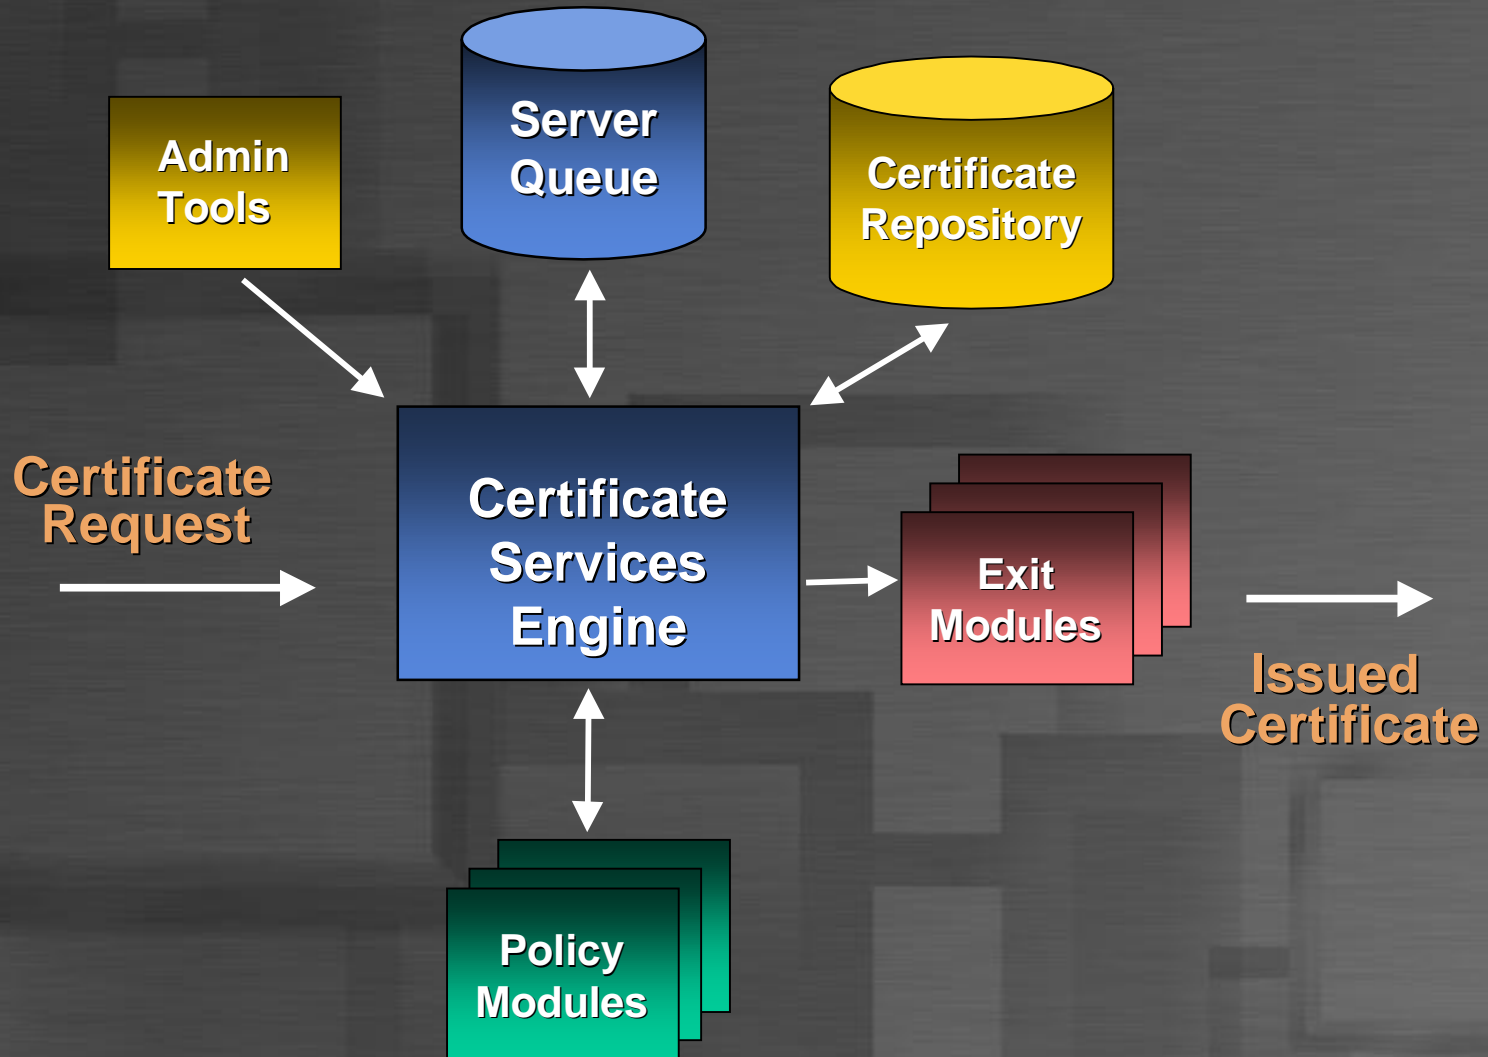 Server
Queue
Admin
Tools
Certificate
Repository
Certificate
Request
Certificate
Services
Engine
Exit
Modules
Issued
Certificate
Policy
Modules